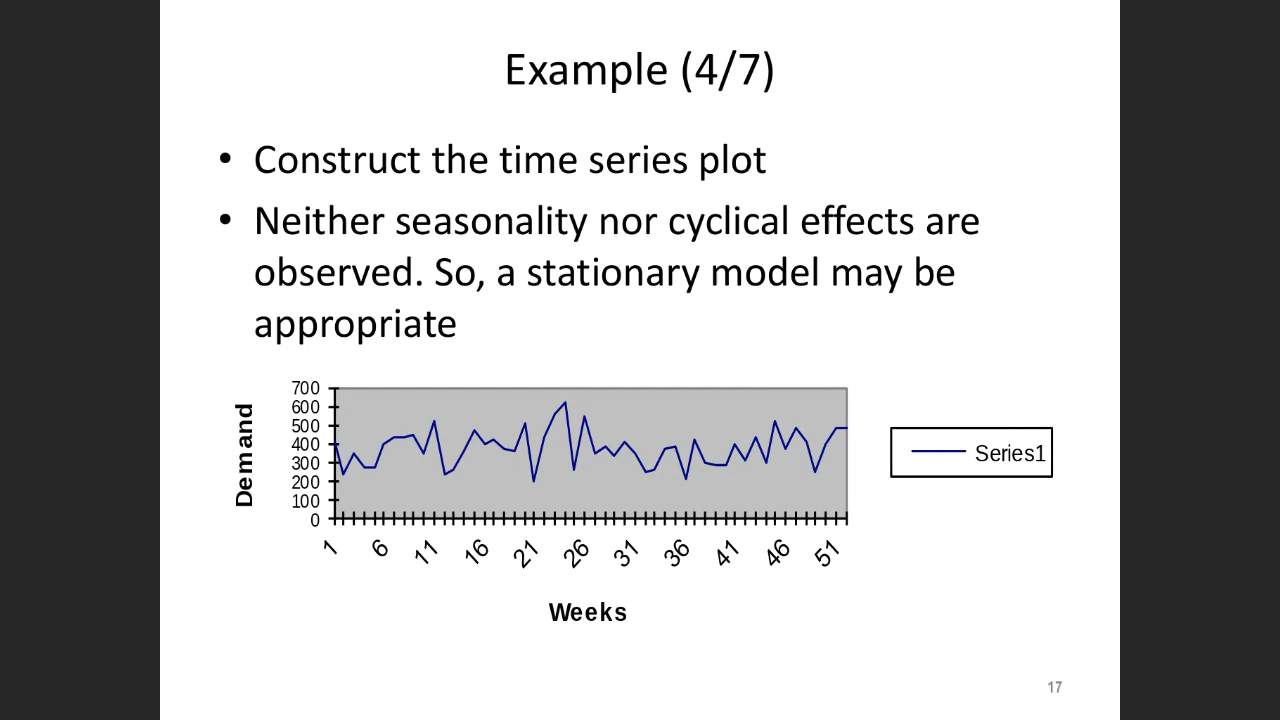 Example (4/7)
• Construct the time series plot
• Neither seasonality nor cyclical effects are
observed. So, a stationary model may be
appropriate
Demand
700
600
500
400
300
200
100
0
1 6 11 16 21 26 31 36 41 46 51
Weeks
Series1
17